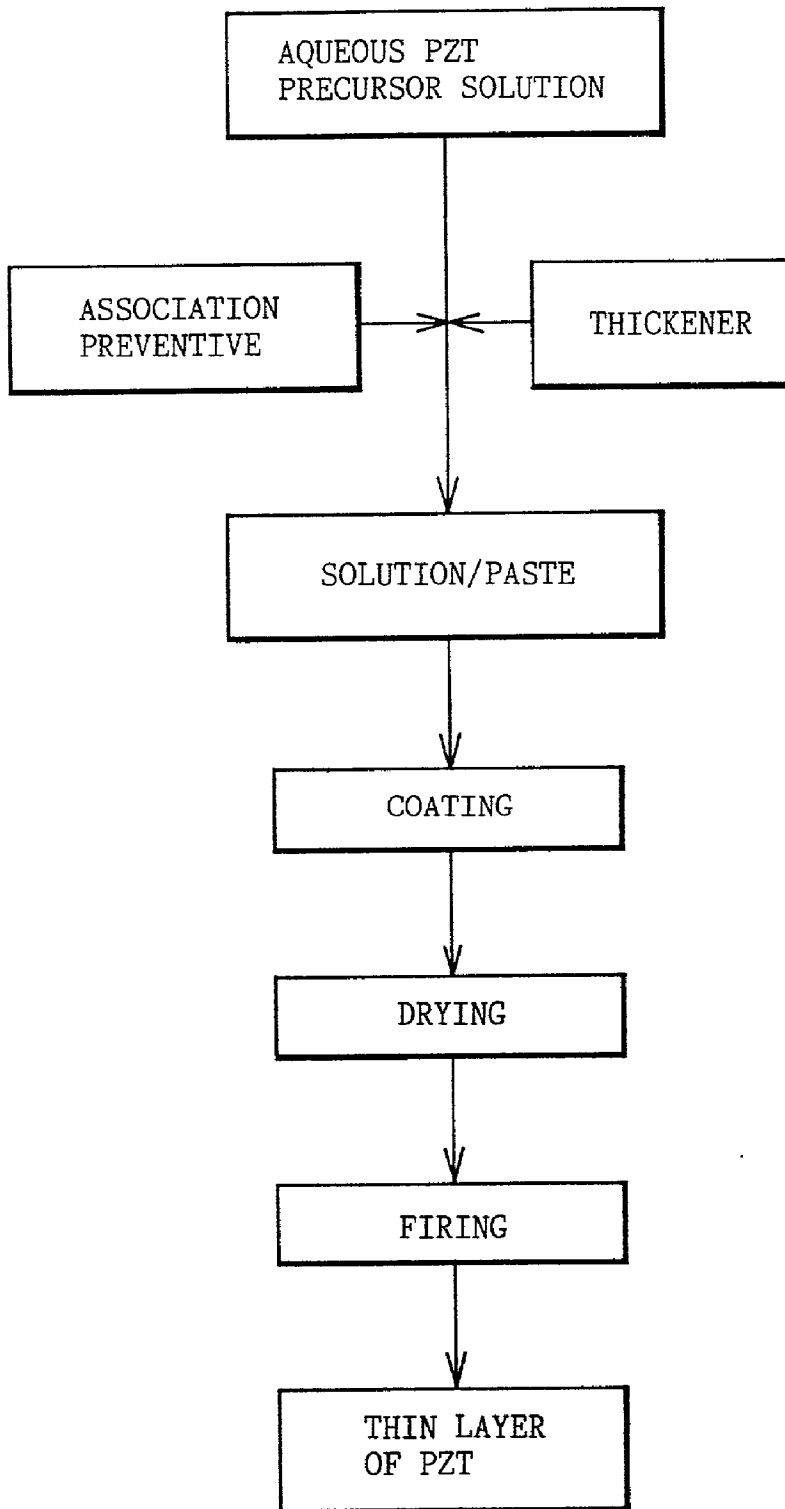 AQUEOUS PZT
PRECURSOR SOLUTION
ASSOCIATION
PREVENTIVE
THICKENER
SOLUTION/PASTE
COATING
DRYING
FIRING
THIN LAYER
OF PZT